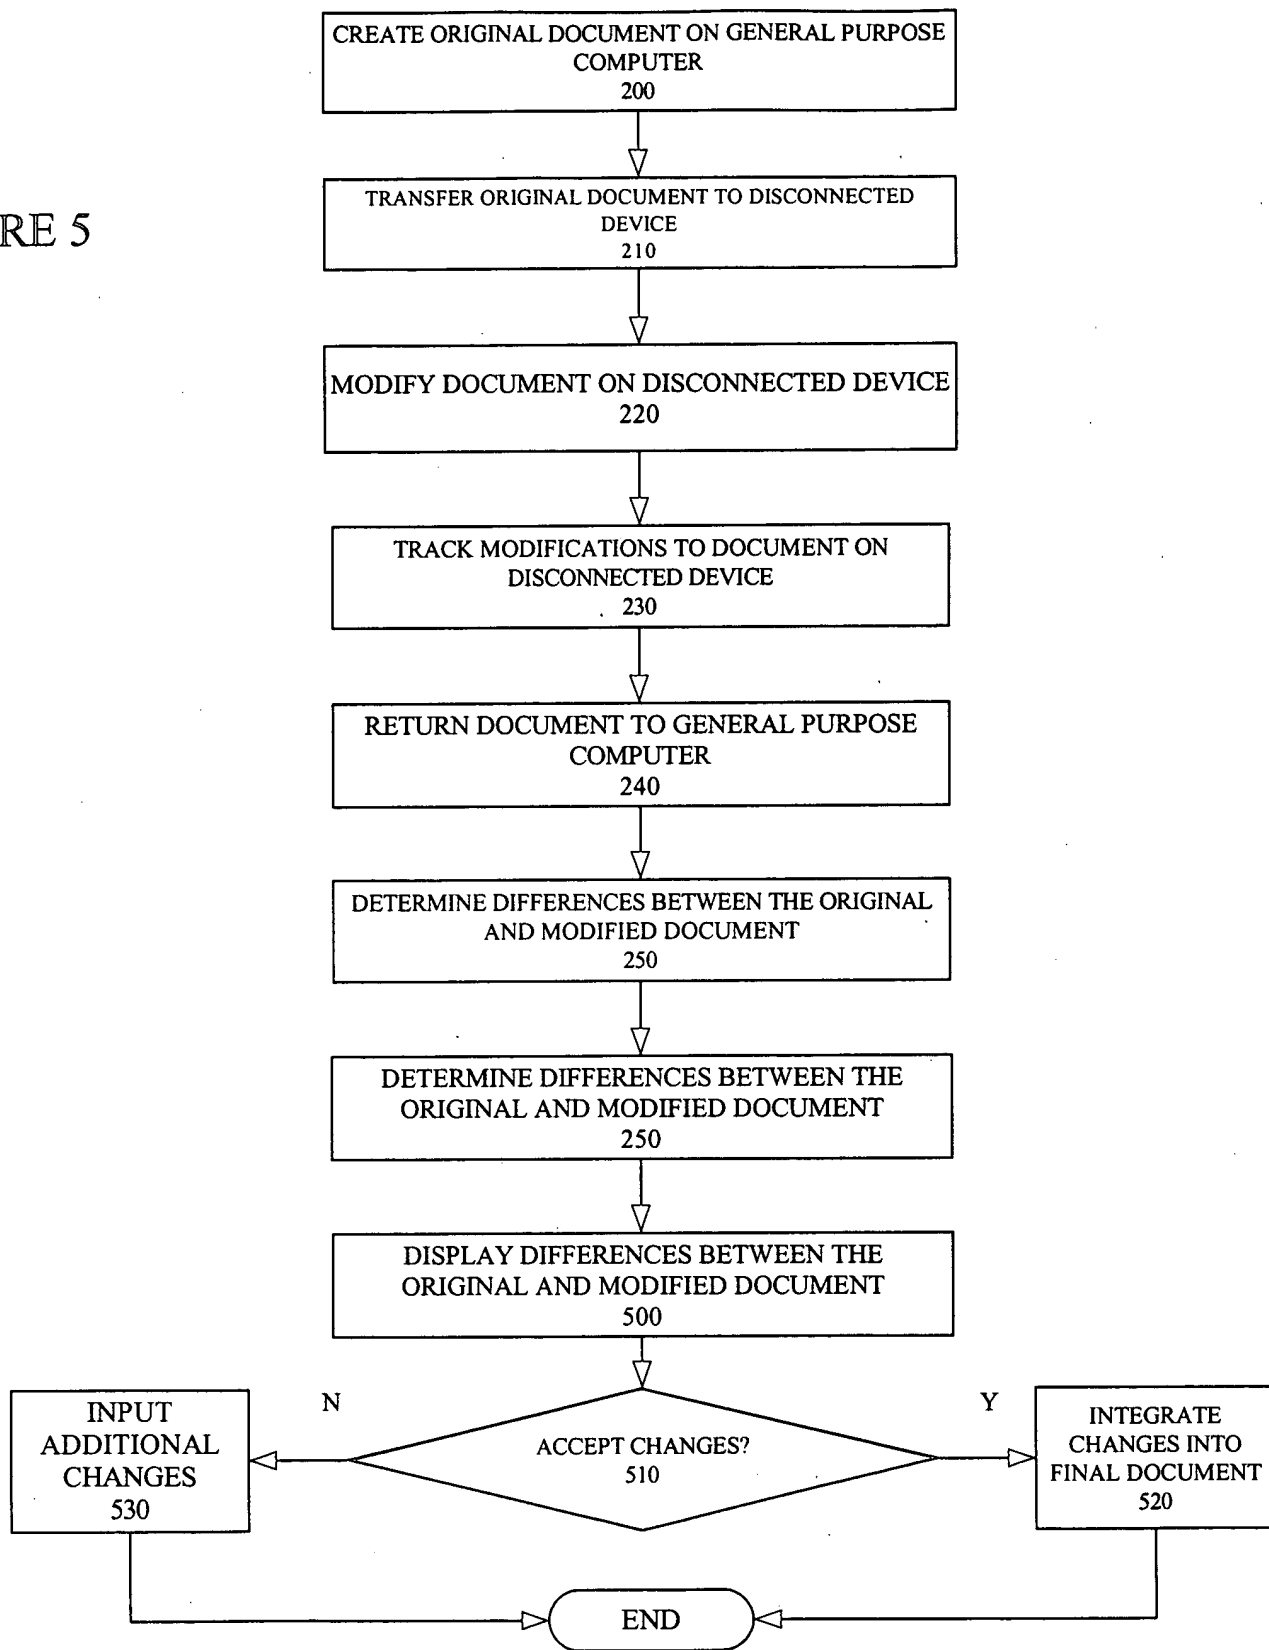 CREATE ORIGINAL DOCUMENT ON GENERAL PURPOSE
COMPUTER
200
TRANSFER ORIGINAL DOCUMENT TO DISCONNECTED
DEVICE
210
RE 5
MODIFY DOCUMENT ON DISCONNECTED DEVICE
220
TRACK MODIFICATIONS TO DOCUMENT ON
DISCONNECTED DEVICE
230
RETURN DOCUMENT TO GENERAL PURPOSE
COMPUTER
240
DETERMINE DIFFERENCES BETWEEN THE ORIGINAL
AND MODIFIED DOCUMENT
250
DETERMINE DIFFERENCES BETWEEN THE
ORIGINAL AND MODIFIED DOCUMENT
250
DISPLAY DIFFERENCES BETWEEN THE
ORIGINAL AND MODIFIED DOCUMENT
500
N
Y
INPUT
ADDITIONAL
CHANGES
530
ACCEPT CHANGES?
510
INTEGRATE
CHANGES INTO
FINAL DOCUMENT
520
END